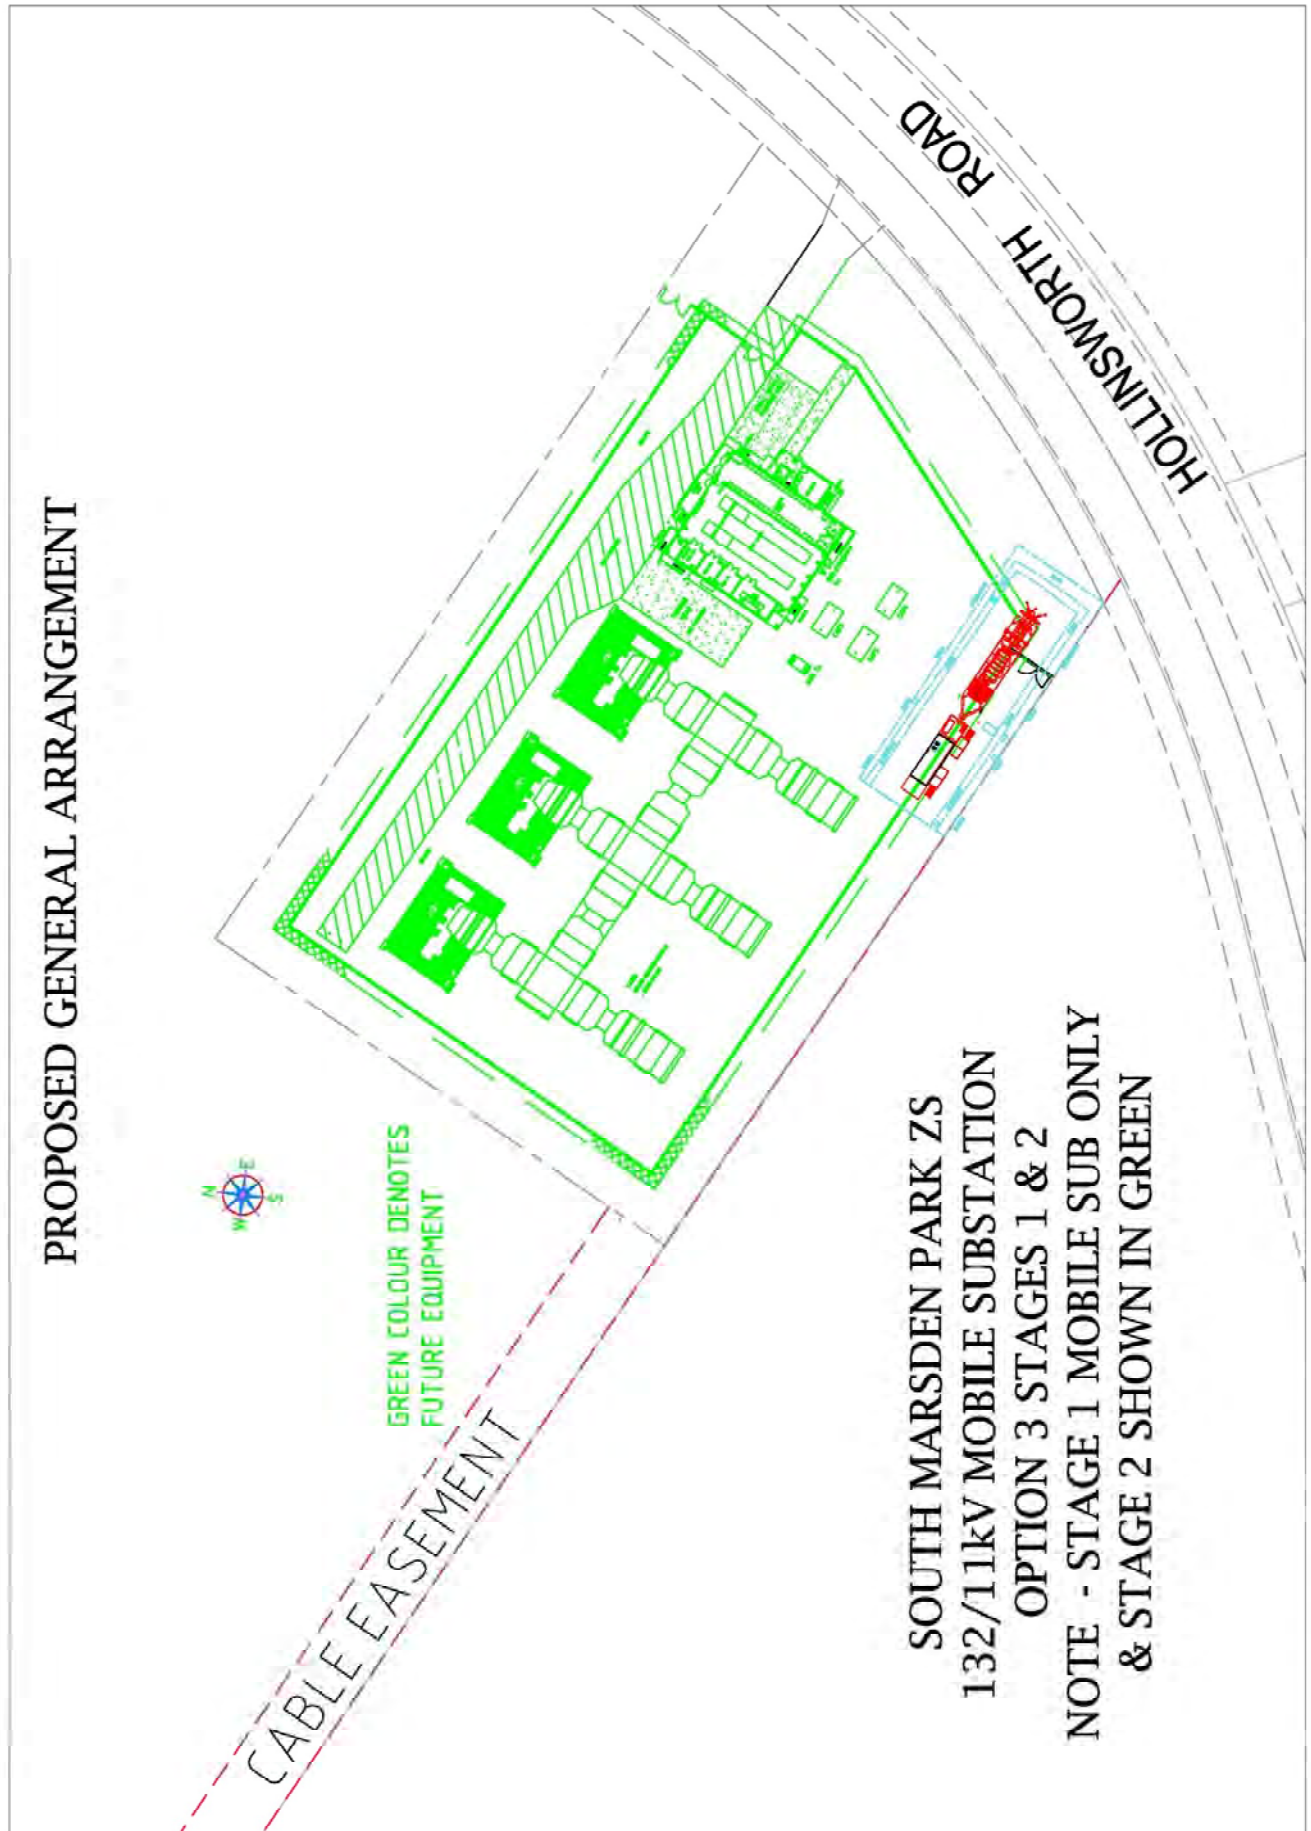 PROPOSED GENERAL ARRANGEMENT
HOLLINSWORTH ROAD
N
E
S
W
GREEN COLOUR DENOTES
FUTURE EQUIPMENT
CABLE EASEMENT
SOUTH MARSDEN PARK ZS
132/11kV MOBILE SUBSTATION
OPTION 3 STAGES 1 & 2
NOTE - STAGE 1 MOBILE SUB ONLY
& STAGE 2 SHOWN IN GREEN